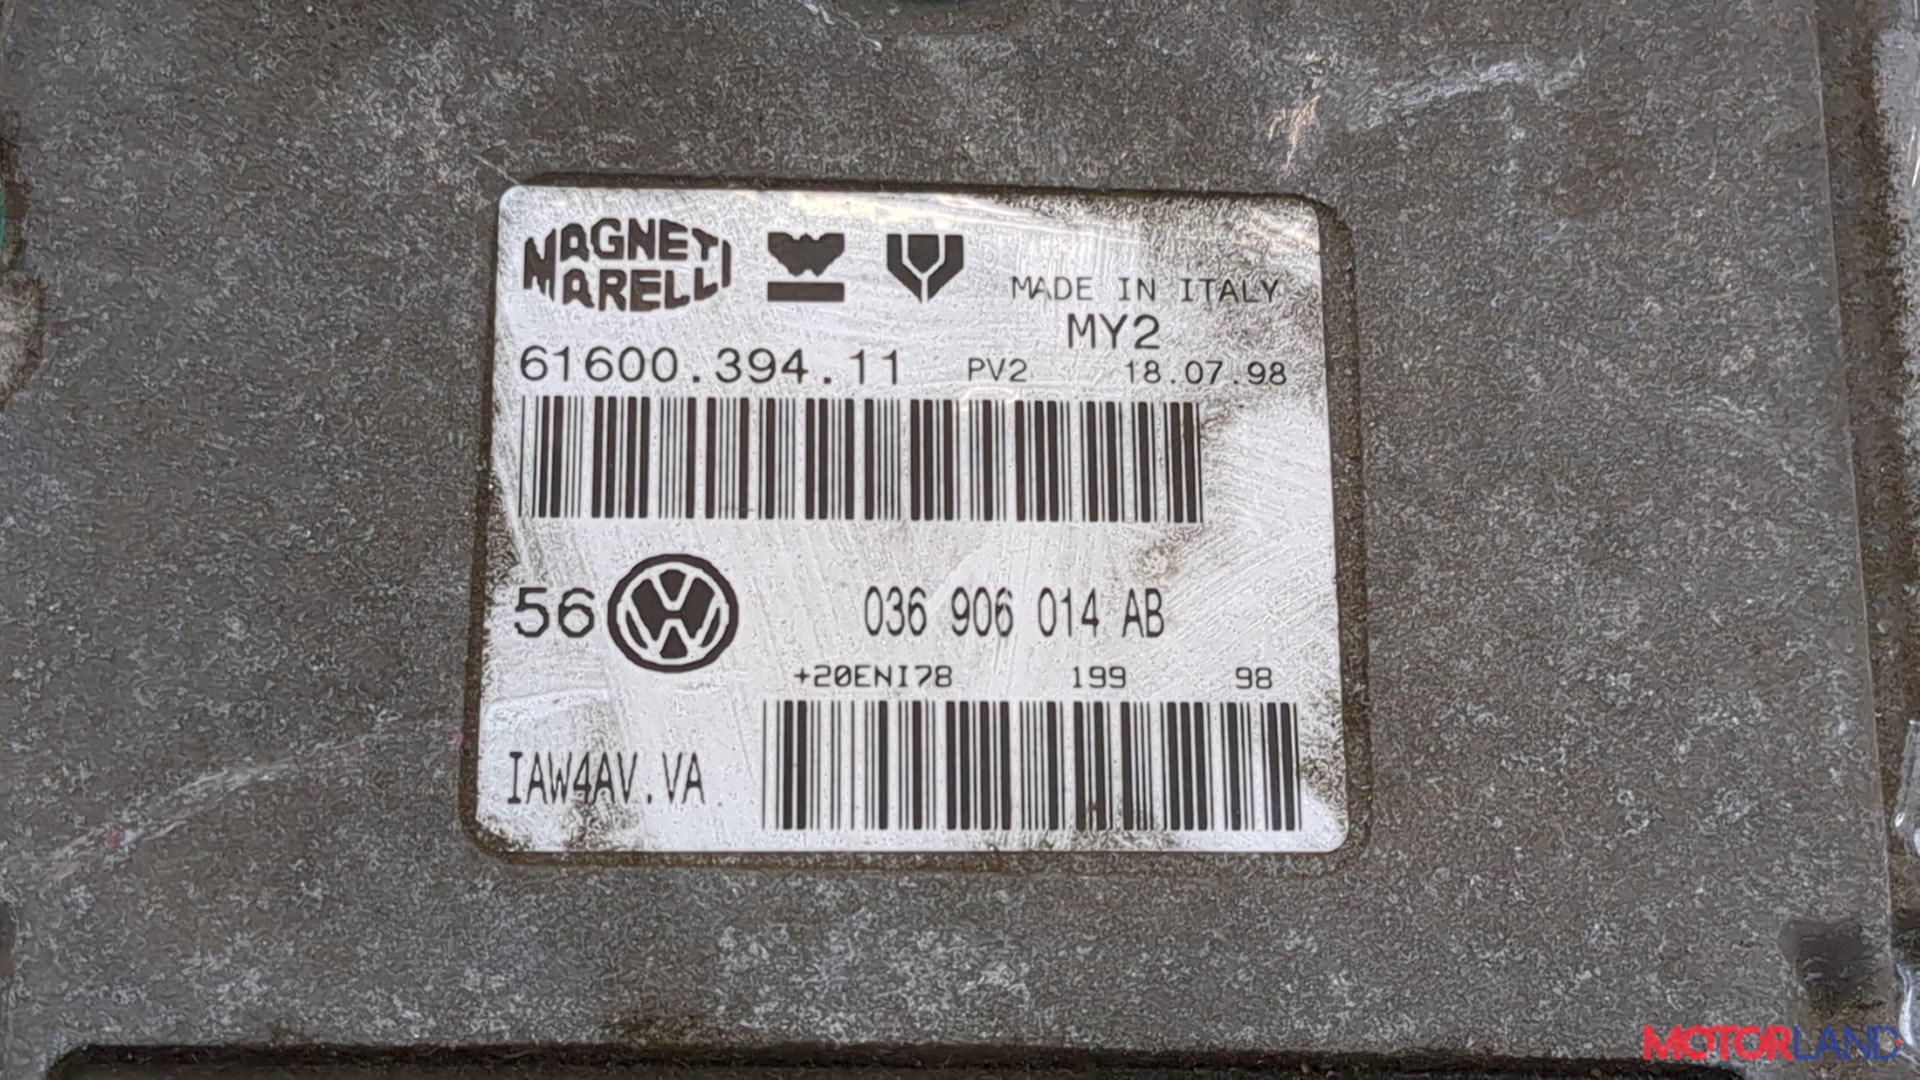 MAGNETI
MARELLI
MADE IN ITALY
MY2
61600.394.11 PV2 18.07.98
56 036 906 014 AB
+20ENI78 199 98
IAW4AV.VA
MOTORLAND